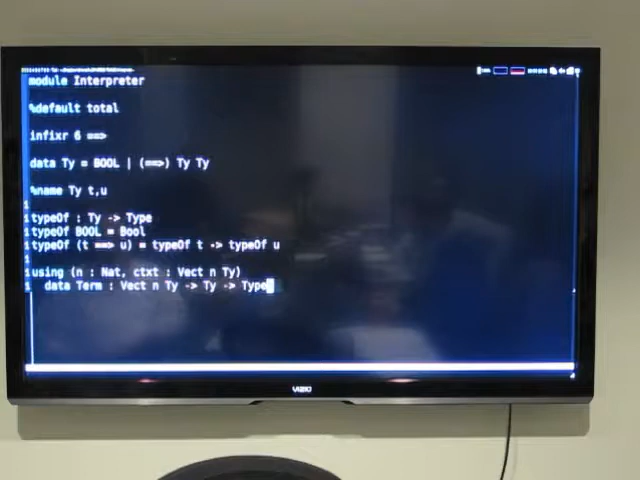 module Interpreter
%default total
infixr 6 ==>
data Ty = BOOL | (==>) Ty Ty
%name Ty t,u
typeOf : Ty -> Type
typeOf BOOL = Bool
typeOf (t ==> u) = typeOf t -> typeOf u
using (n : Nat, ctxt : Vect n Ty)
data Term : Vect n Ty -> Ty -> Type
VIZIO